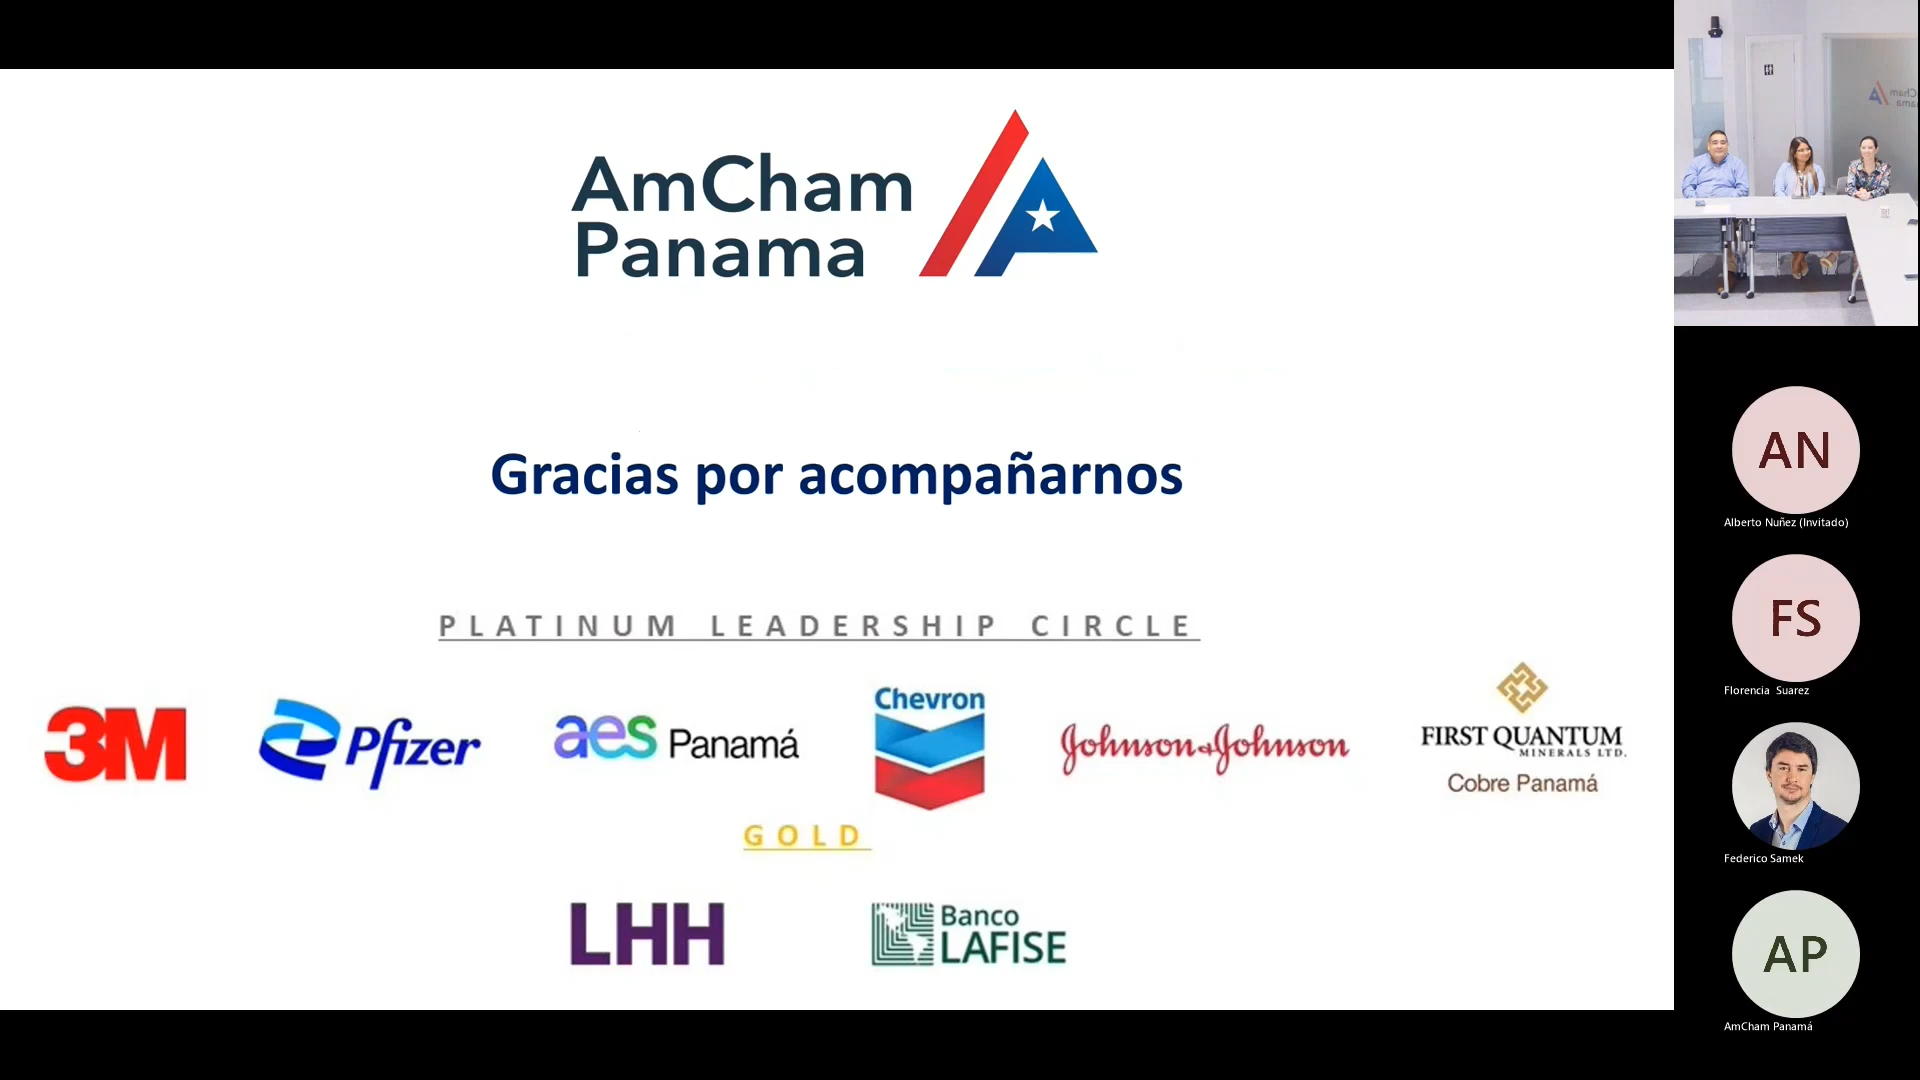 AmCham
Panama
Gracias por acompañarnos
PLATINUM LEADERSHIP CIRCLE
3M
Pfizer
aes Panamá
Chevron
Johnson&Johnson
FIRST QUANTUM
MINERALS LTD.
Cobre Panamá
GOLD
LHH
Banco
LAFISE
AN
Alberto Nuñez (Invitado)
FS
Florencia Suarez
Federico Samek
AP
AmCham Panamá